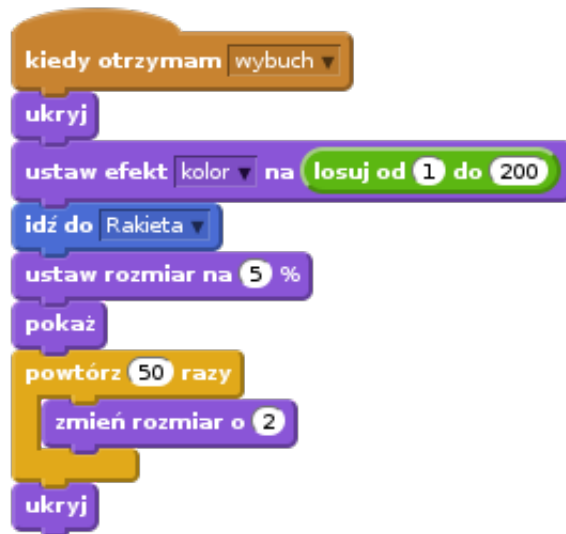 kiedy otrzymam wybuch
ukryj
ustaw efekt kolor na losuj od 1 do 200
idź do Rakieta
ustaw rozmiar na 5 %
pokaż
powtórz 50 razy
zmień rozmiar o 2
ukryj